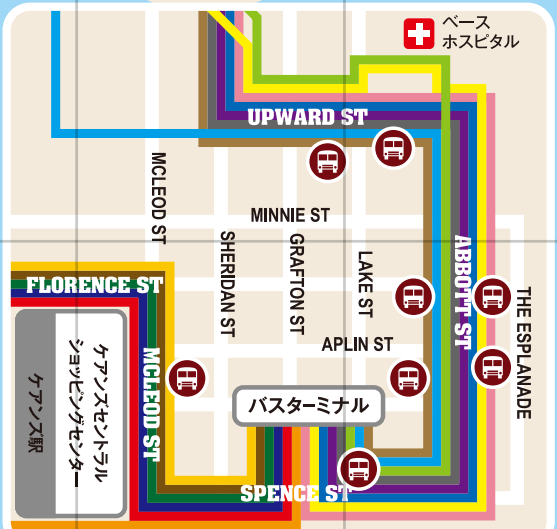 ベース
ホスピタル
UPWARD ST
MCLEOD ST
MINNIE ST
SHERIDAN ST
GRAFTON ST
LAKE ST
ABBOTT ST
FLORENCE ST
THE ESPLANADE
APLIN ST
MCLEOD ST
ケアンズセントラル
ショッピングセンター
ケアンズ駅
バスターミナル
SPENCE ST